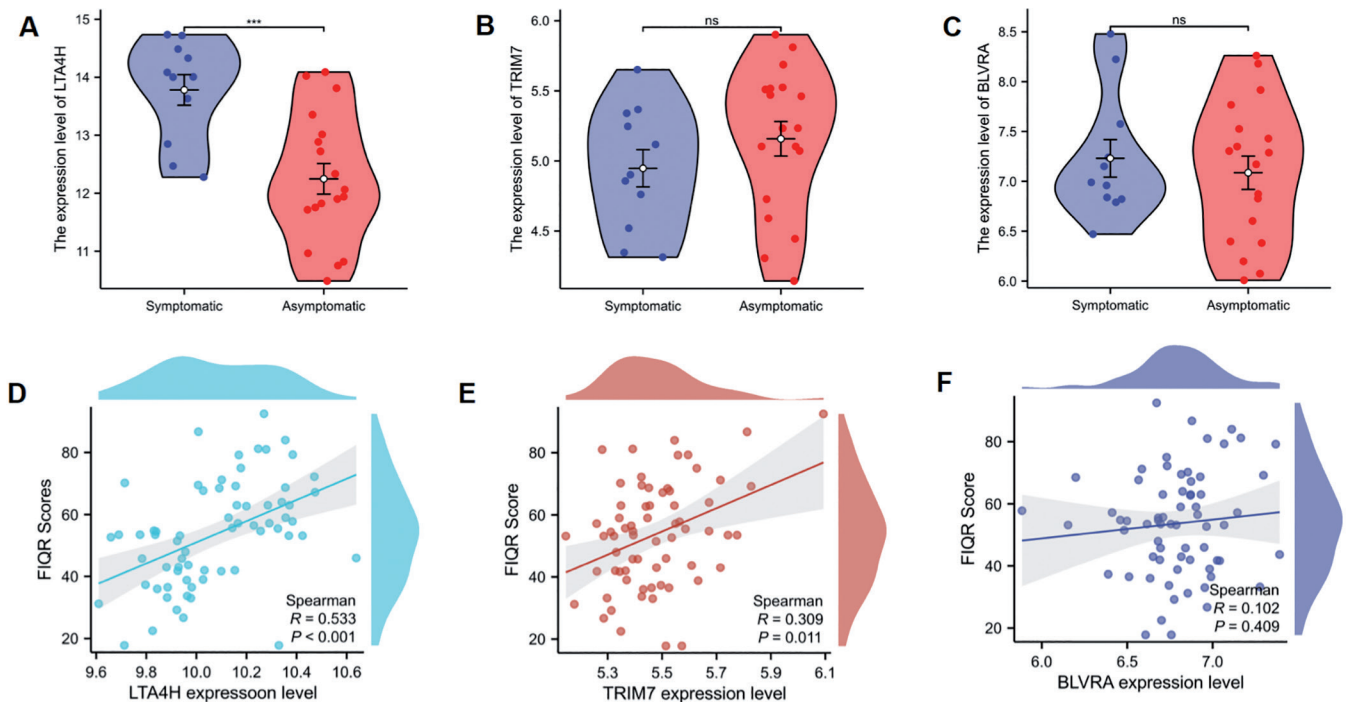 A
The expression level of LTA4H
15
14
13
12
11
***
Symptomatic
Asymptomatic
B
The expression level of TRIM7
6.0
5.5
5.0
4.5
ns
Symptomatic
Asymptomatic
C
The expression level of BLVRA
8.5
8.0
7.5
7.0
6.5
6.0
ns
Symptomatic
Asymptomatic
D
FIQR Scores
80
60
40
20
Spearman
R = 0.533
P < 0.001
9.6 9.8 10.0 10.2 10.4 10.6
LTA4H expressoon level
E
FIQR Score
80
60
40
20
Spearman
R = 0.309
P = 0.011
5.3 5.5 5.7 5.9 6.1
TRIM7 expression level
F
FIQR Score
80
60
40
20
Spearman
R = 0.102
P = 0.409
6.0 6.5 7.0
BLVRA expression level